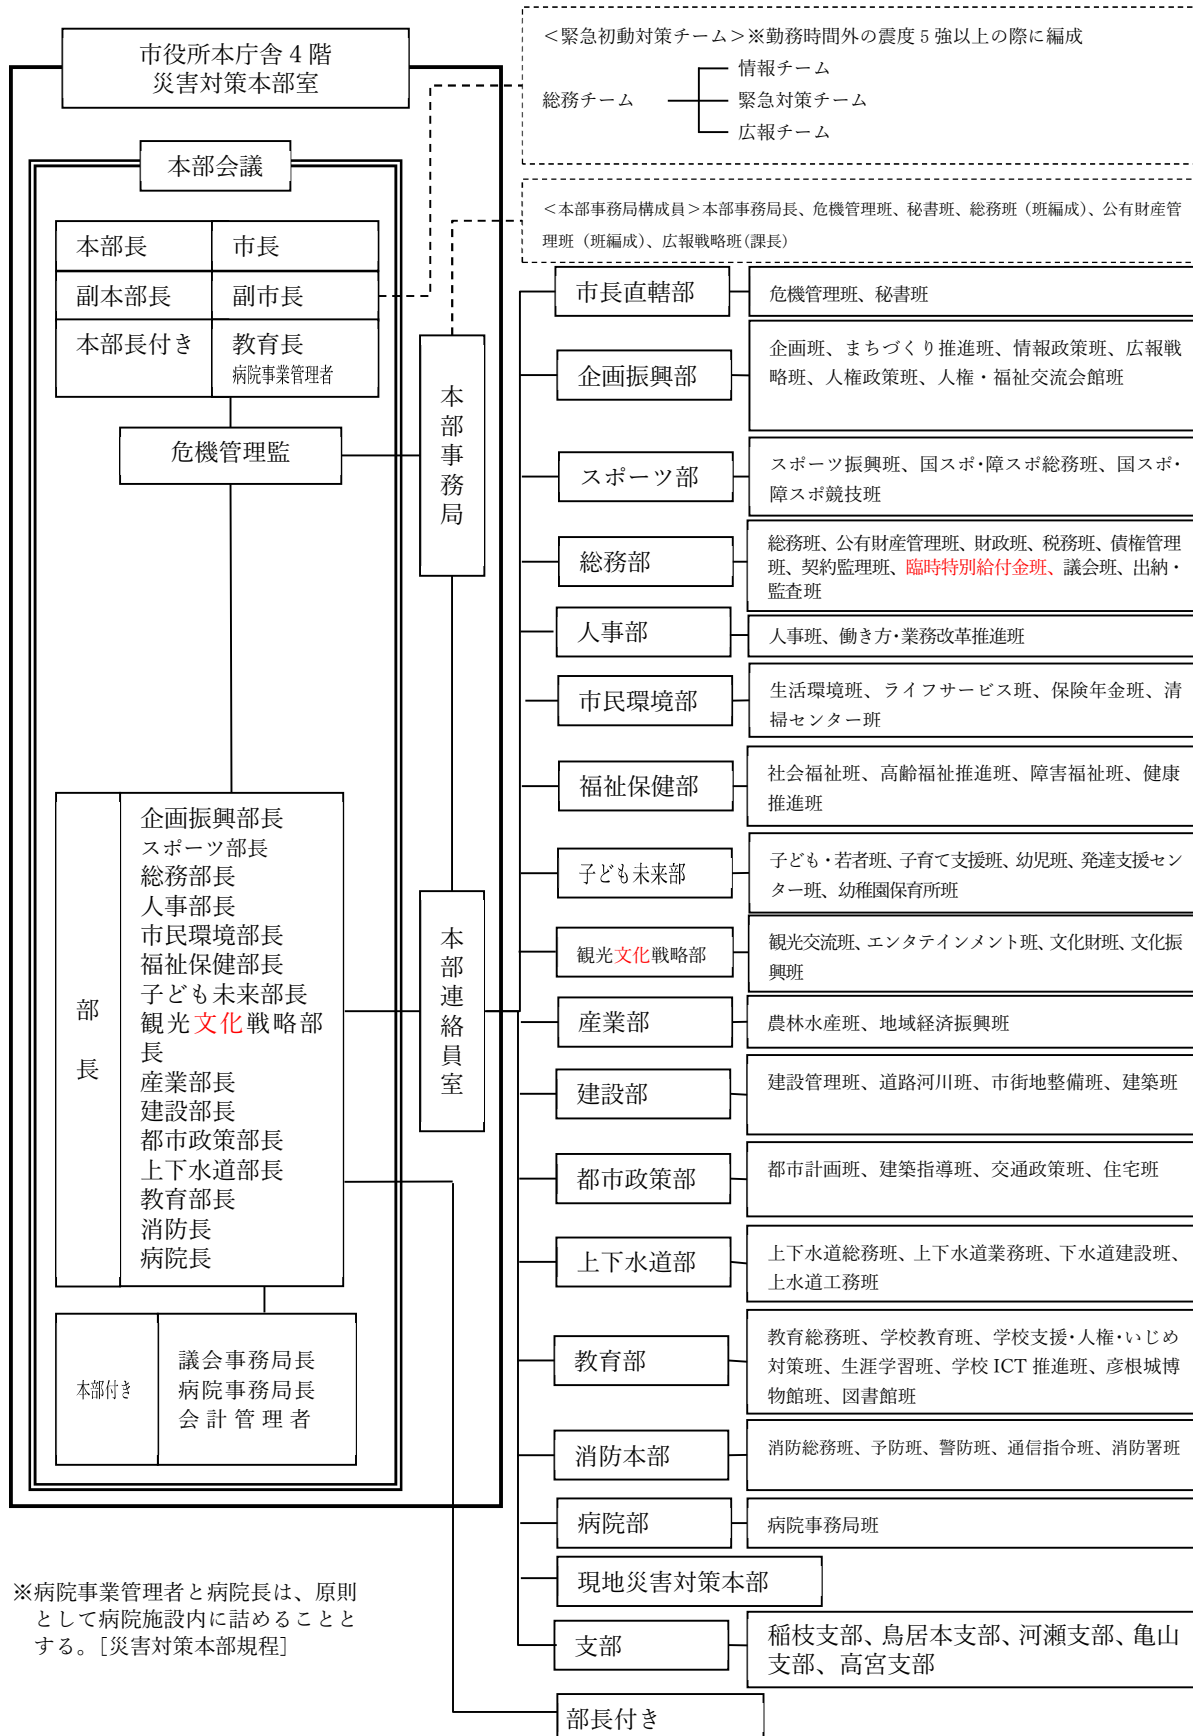 市役所本庁舎 4 階
災害対策本部室
＜緊急初動対策チーム＞※勤務時間外の震度 5 強以上の際に編成
総務チーム
情報チーム
緊急対策チーム
広報チーム
＜本部事務局構成員＞本部事務局長、危機管理班、秘書班、総務班（班編成）、公有財産管
理班（班編成）、広報戦略班(課長)
本部会議
本部長 市長
副本部長 副市長
本部長付き 教育長
病院事業管理者
危機管理監
本部事務局
部長
企画振興部長
スポーツ部長
総務部長
人事部長
市民環境部長
福祉保健部長
子ども未来部長
観光文化戦略部
長
産業部長
建設部長
都市政策部長
上下水道部長
教育部長
消防長
病院長
本部連絡員室
本部付き
議会事務局長
病院事務局長
会計管理者
※病院事業管理者と病院長は、原則
として病院施設内に詰めることと
する。［災害対策本部規程］
市長直轄部
危機管理班、秘書班
企画振興部
企画班、まちづくり推進班、情報政策班、広報戦
略班、人権政策班、人権・福祉交流会館班
スポーツ部
スポーツ振興班、国スポ・障スポ総務班、国スポ・
障スポ競技班
総務部
総務班、公有財産管理班、財政班、税務班、債権管理
班、契約監理班、臨時特別給付金班、議会班、出納・
監査班
人事部
人事班、働き方・業務改革推進班
市民環境部
生活環境班、ライフサービス班、保険年金班、清
掃センター班
福祉保健部
社会福祉班、高齢福祉推進班、障害福祉班、健康
推進班
子ども未来部
子ども・若者班、子育て支援班、幼児班、発達支援セン
ター班、幼稚園保育所班
観光文化戦略部
観光交流班、エンタテインメント班、文化財班、文化振
興班
産業部
農林水産班、地域経済振興班
建設部
建設管理班、道路河川班、市街地整備班、建築班
都市政策部
都市計画班、建築指導班、交通政策班、住宅班
上下水道部
上下水道総務班、上下水道業務班、下水道建設班、
上水道工務班
教育部
教育総務班、学校教育班、学校支援・人権・いじめ
対策班、生涯学習班、学校 ICT 推進班、彦根城博
物館班、図書館班
消防本部
消防総務班、予防班、警防班、通信指令班、消防署班
病院部
病院事務局班
現地災害対策本部
支部
稲枝支部、鳥居本支部、河瀬支部、亀山
支部、高宮支部
部長付き